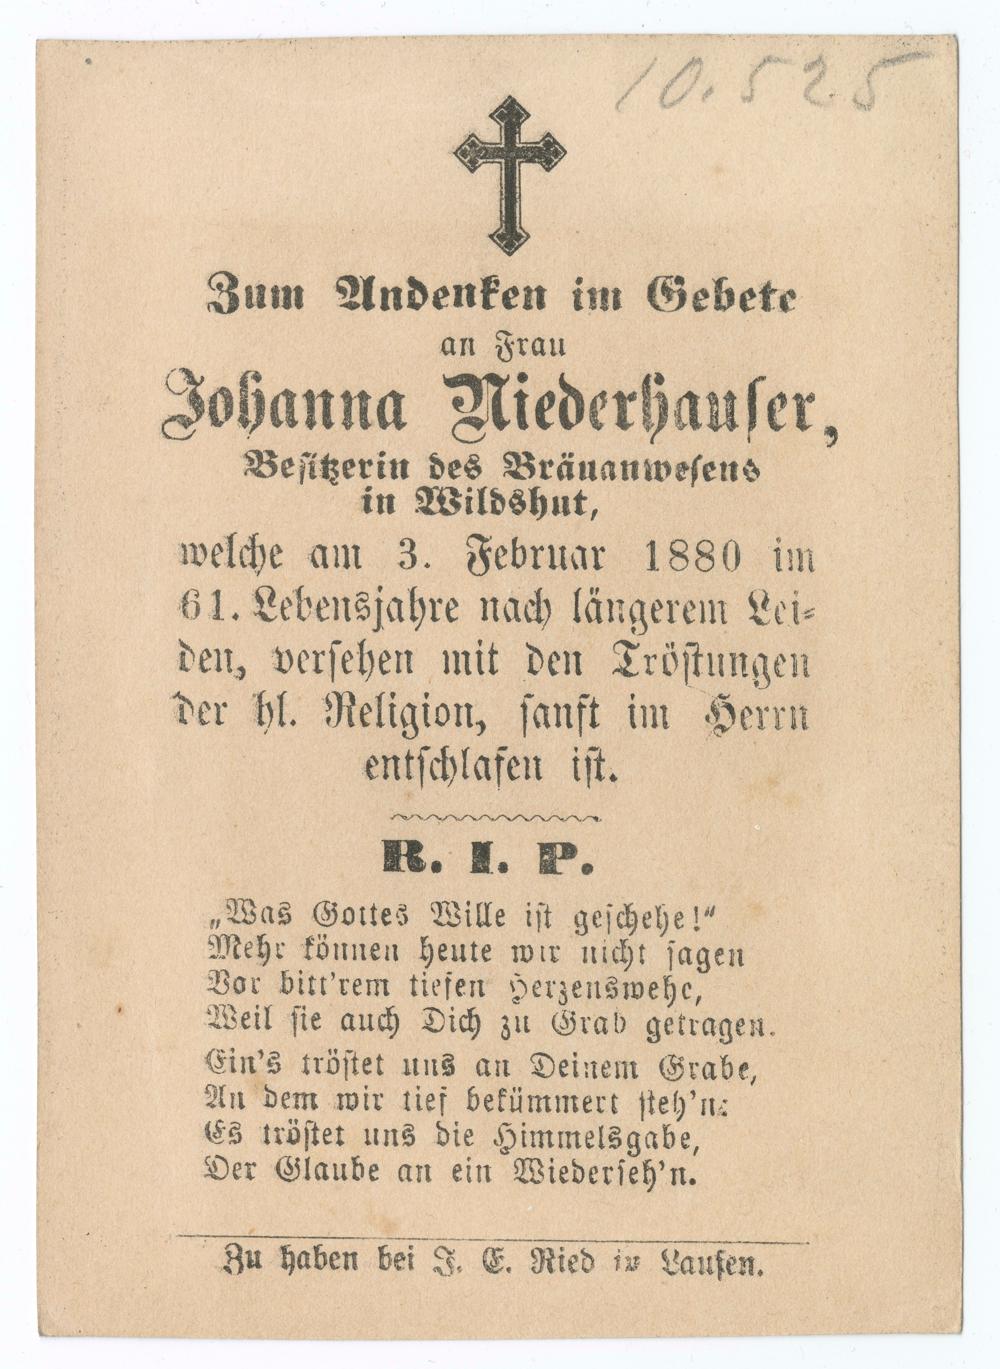 10.525
Zum Andenken im Gebete
an Frau
Johanna Niederhauser,
Besitzerin des Bräuanwesens
in Wildshut,
welche am 3. Februar 1880 im
61. Lebensjahre nach längerem Lei-
den, versehen mit den Tröstungen
der hl. Religion, sanft im Herrn
entschlafen ist.
R. I. P.
„Was Gottes Wille ist geschehe!“
Mehr können heute wir nicht sagen
Vor bitt'rem tiefen Herzenswehe,
Weil sie auch Dich zu Grab getragen.
Ein's tröstet uns an Deinem Grabe,
An dem wir tief bekümmert steh'n:
Es tröstet uns die Himmelsgabe,
Der Glaube an ein Wiederseh'n.
Zu haben bei J. E. Ried in Laufen.